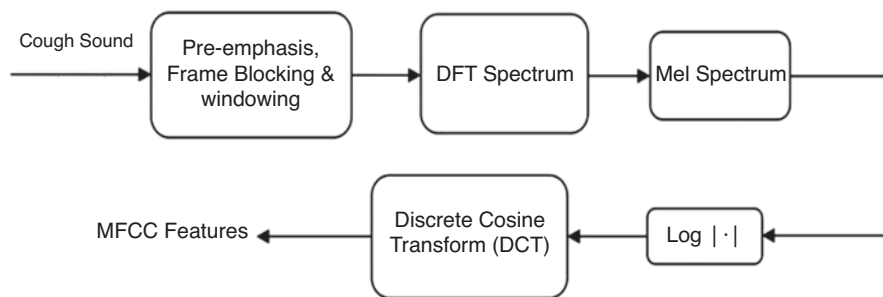 Cough Sound
Pre-emphasis,
Frame Blocking &
windowing
DFT Spectrum
Mel Spectrum
Log |·|
Discrete Cosine
Transform (DCT)
MFCC Features